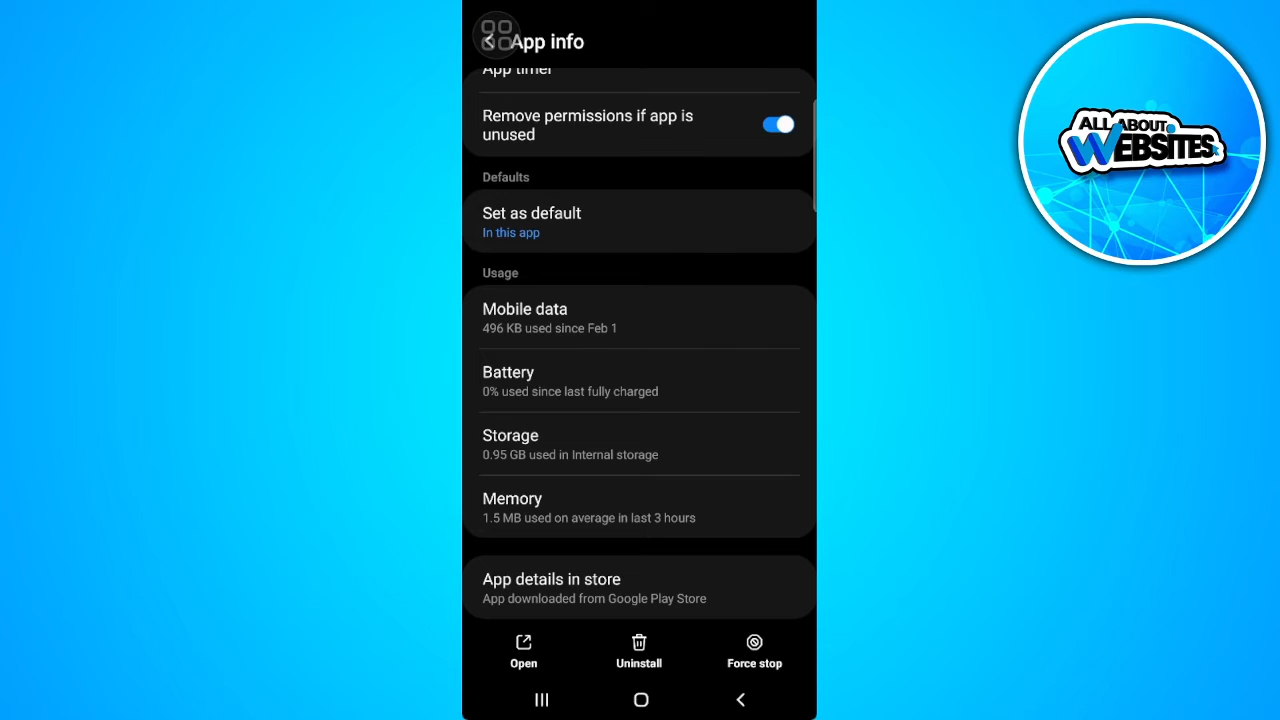 App info
App timer
Remove permissions if app is
unused
Defaults
Set as default
In this app
Usage
Mobile data
496 KB used since Feb 1
Battery
0% used since last fully charged
Storage
0.95 GB used in Internal storage
Memory
1.5 MB used on average in last 3 hours
App details in store
App downloaded from Google Play Store
Open
Uninstall
Force stop
ALL ABOUT
WEBSITES